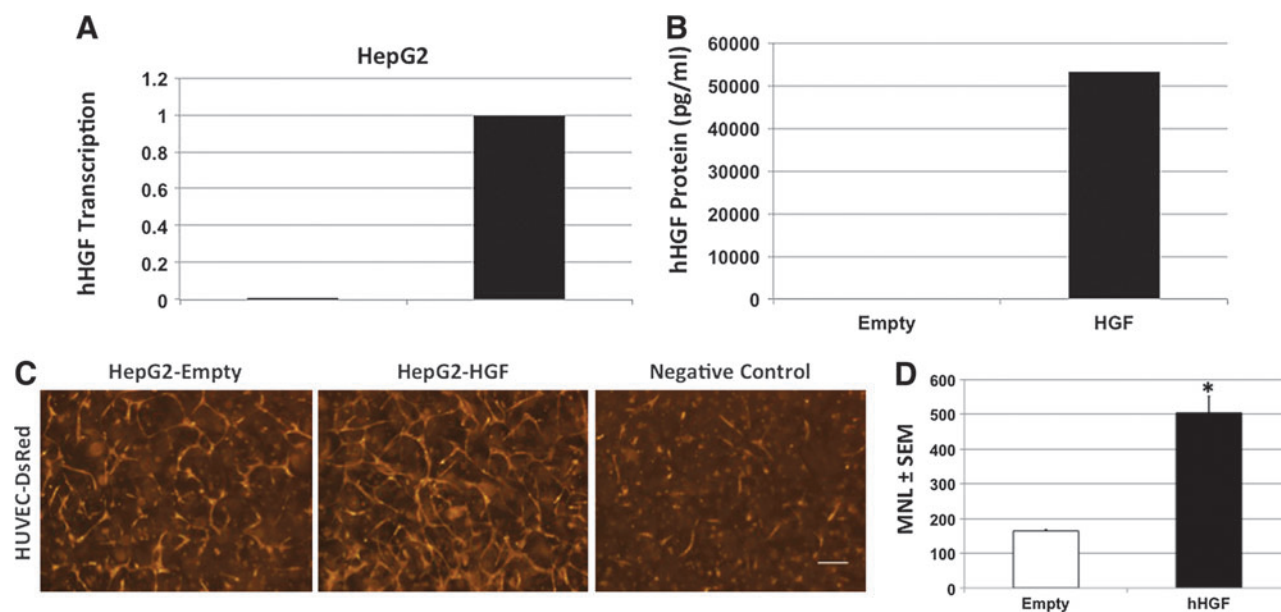 A
HepG2
hHGF Transcription
1.2
1
0.8
0.6
0.4
0.2
0
B
hHGF Protein (pg/ml)
60000
50000
40000
30000
20000
10000
0
Empty
HGF
C
HepG2-Empty
HepG2-HGF
Negative Control
HUVEC-DsRed
D
MNL ± SEM
600
500
400
300
200
100
0
*
Empty
hHGF